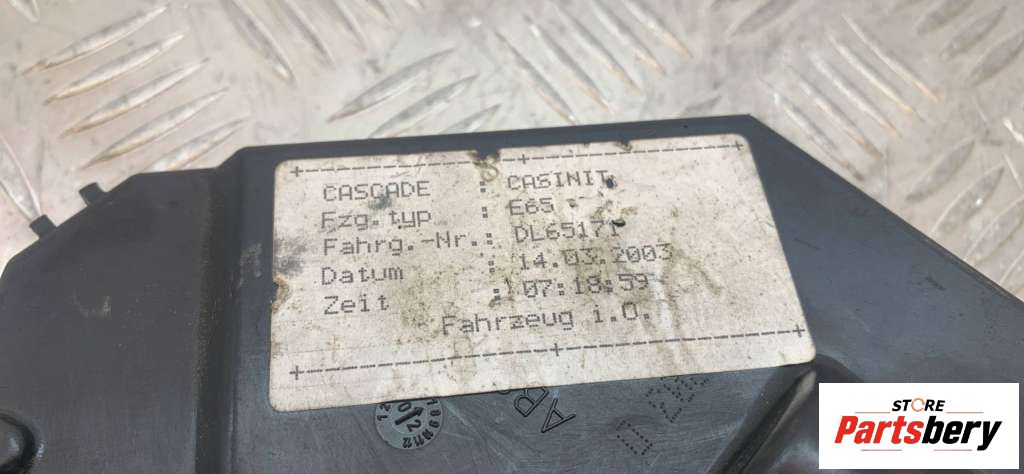 CASCADE : CASINIT
Fzg.typ : E65
Fahrg.-Nr.: DL65171
Datum : 14.03.2003
Zeit : 07:18:59
Fahrzeug i.O.
AB
STORE
Partsbery